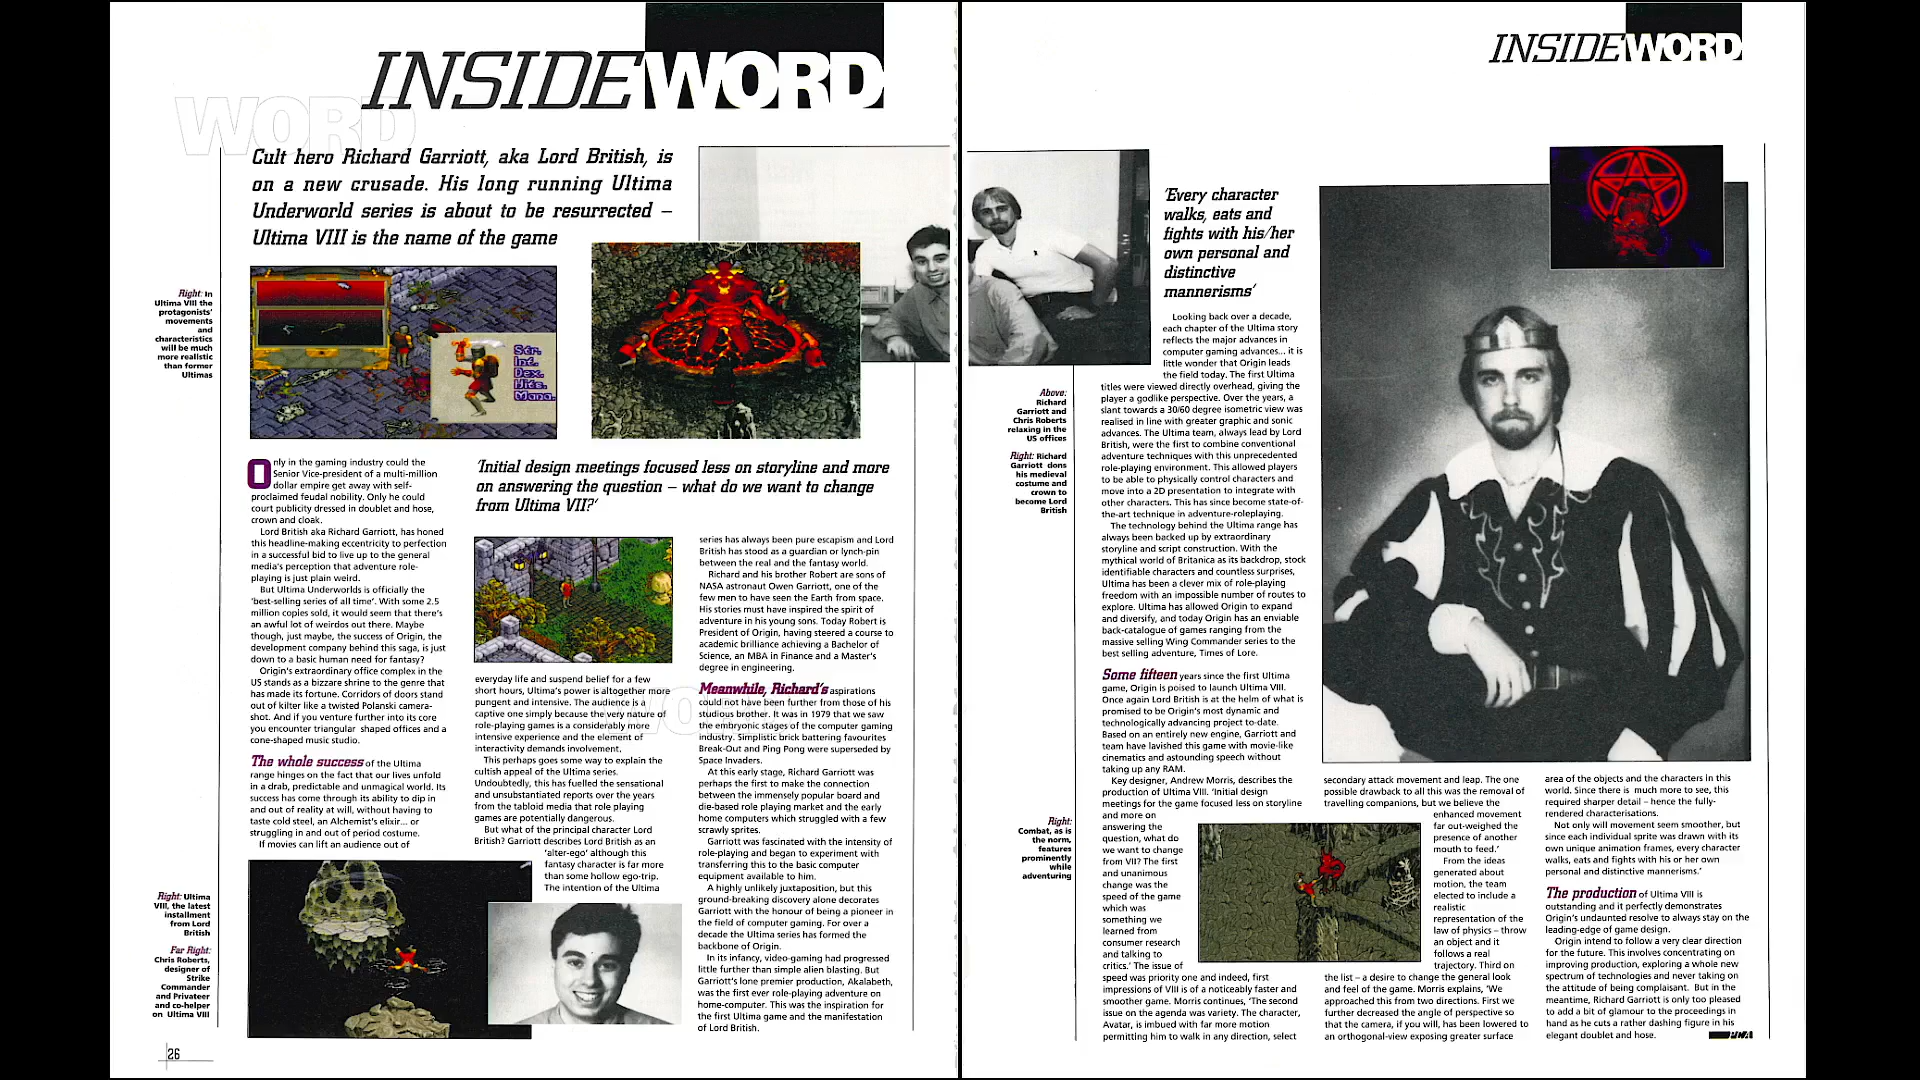 INSIDEWORD
WORD
Cult hero Richard Garriott, aka Lord British, is
on a new crusade. His long running Ultima
Underworld series is about to be resurrected –
Ultima VIII is the name of the game
Right: In
Ultima VIII the
protagonists'
movements
and
characteristics
will be much
more realistic
than former
Ultimas
Str.
Int.
Dex.
Hits.
Mana.
Only in the gaming industry could the
Senior Vice-president of a multi-million
dollar empire get away with self-
proclaimed feudal nobility. Only he could
court publicity dressed in doublet and hose,
crown and cloak.
Lord British aka Richard Garriott, has honed
this headline-making eccentricity to perfection
in a successful bid to live up to the general
media's perception that adventure role-
playing is just plain weird.
But Ultima Underworlds is officially the
'best-selling series of all time'. With some 2.5
million copies sold, it would seem that there's
an awful lot of weirdos out there. Maybe
though, just maybe, the success of Origin, the
development company behind this saga, is just
down to a basic human need for fantasy?
Origin's extraordinary office complex in the
US stands as a bizzare shrine to the genre that
has made its fortune. Corridors of doors stand
out of kilter like a twisted Polanski camera-
shot. And if you venture further into its core
you encounter triangular shaped offices and a
cone-shaped music studio.
The whole success of the Ultima
range hinges on the fact that our lives unfold
in a drab, predictable and unmagical world. Its
success has come through its ability to dip in
and out of reality at will, without having to
taste cold steel, an Alchemist's elixir... or
struggling in and out of period costume.
If movies can lift an audience out of
Right: Ultima
VIII, the latest
installment
from Lord
British
Far Right:
Chris Roberts,
designer of
Strike
Commander
and Privateer
and co-helper
on Ultima VIII
26
'Initial design meetings focused less on storyline and more
on answering the question – what do we want to change
from Ultima VII?'
everyday life and suspend belief for a few
short hours, Ultima's power is altogether more
pungent and intensive. The audience is a
captive one simply because the very nature of
role-playing games is a considerably more
intensive experience and the element of
interactivity demands involvement.
This perhaps goes some way to explain the
cultish appeal of the Ultima series.
Undoubtedly, this has fuelled the sensational
and unsubstantiated reports over the years
from the tabloid media that role playing
games are potentially dangerous.
But what of the principal character Lord
British? Garriott describes Lord British as an
'alter-ego' although this
fantasy character is far more
than some hollow ego-trip.
The intention of the Ultima
series has always been pure escapism and Lord
British has stood as a guardian or lynch-pin
between the real and the fantasy world.
Richard and his brother Robert are sons of
NASA astronaut Owen Garriott, one of the
few men to have seen the Earth from space.
His stories must have inspired the spirit of
adventure in his young sons. Today Robert is
President of Origin, having steered a course to
academic brilliance achieving a Bachelor of
Science, an MBA in Finance and a Master's
degree in engineering.
Meanwhile, Richard's aspirations
could not have been further from those of his
studious brother. It was in 1979 that we saw
the embryonic stages of the computer gaming
industry. Simplistic brick battering favourites
Break-Out and Ping Pong were superseded by
Space Invaders.
At this early stage, Richard Garriott was
perhaps the first to make the connection
between the immensely popular board and
die-based role playing market and the early
home computers which struggled with a few
scrawly sprites.
Garriott was fascinated with the intensity of
role-playing and began to experiment with
transferring this to the basic computer
equipment available to him.
A highly unlikely juxtaposition, but this
ground-breaking discovery alone decorates
Garriott with the honour of being a pioneer in
the field of computer gaming. For over a
decade the Ultima series has formed the
backbone of Origin.
In its infancy, video-gaming had progressed
little further than simple alien blasting. But
Garriott's lone premier production, Akalabeth,
was the first ever role-playing adventure on
home-computer. This was the inspiration for
the first Ultima game and the manifestation
of Lord British.
INSIDEWORD
'Every character
walks, eats and
fights with his/her
own personal and
distinctive
mannerisms'
Above:
Richard
Garriott and
Chris Roberts
relaxing in the
US offices
Right: Richard
Garriott dons
his medieval
costume and
crown to
become Lord
British
Looking back over a decade,
each chapter of the Ultima story
reflects the major advances in
computer gaming advances... it is
little wonder that Origin leads
the field today. The first Ultima
titles were viewed directly overhead, giving the
player a godlike perspective. Over the years, a
slant towards a 30/60 degree isometric view was
realised in line with greater graphic and sonic
advances. The Ultima team, always lead by Lord
British, were the first to combine conventional
adventure techniques with this unprecedented
role-playing environment. This allowed players
to be able to physically control characters and
move into a 2D presentation to integrate with
other characters. This has since become state-of-
the-art technique in adventure-roleplaying.
The technology behind the Ultima range has
always been backed up by extraordinary
storyline and script construction. With the
mythical world of Britanica as its backdrop, stock
identifiable characters and countless surprises,
Ultima has been a clever mix of role-playing
freedom with an impossible number of routes to
explore. Ultima has allowed Origin to expand
and diversify, and today Origin has an enviable
back-catalogue of games ranging from the
massive selling Wing Commander series to the
best selling adventure, Times of Lore.
Some fifteen years since the first Ultima
game, Origin is poised to launch Ultima VIII.
Once again Lord British is at the helm of what is
promised to be Origin's most dynamic and
technologically advancing project to-date.
Based on an entirely new engine, Garriott and
team have lavished this game with movie-like
cinematics and astounding speech without
taking up any RAM.
Key designer, Andrew Morris, describes the
production of Ultima VIII. 'Initial design
meetings for the game focused less on storyline
and more on
answering the
question, what do
we want to change
from VII? The first
and unanimous
change was the
speed of the game
which was
something we
learned from
consumer research
and talking to
critics.' The issue of
speed was priority one and indeed, first
impressions of VIII is of a noticeably faster and
smoother game. Morris continues, 'The second
issue on the agenda was variety. The character,
Avatar, is imbued with far more motion
permitting him to walk in any direction, select
Right:
Combat, as is
the norm,
features
prominently
while
adventuring
secondary attack movement and leap. The one
possible drawback to all this was the removal of
travelling companions, but we believe the
enhanced movement
far out-weighed the
presence of another
mouth to feed.'
From the ideas
generated about
motion, the team
elected to include a
realistic
representation of the
law of physics – throw
an object and it
follows a real
trajectory. Third on
the list – a desire to change the general look
and feel of the game. Morris explains, 'We
approached this from two directions. First we
further decreased the angle of perspective so
that the camera, if you will, has been lowered to
an orthogonal-view exposing greater surface
area of the objects and the characters in this
world. Since there is much more to see, this
required sharper detail – hence the fully-
rendered characterisations.
Not only will movement seem smoother, but
since each individual sprite was drawn with its
own unique animation frames, every character
walks, eats and fights with his or her own
personal and distinctive mannerisms.'
The production of Ultima VIII is
outstanding and it perfectly demonstrates
Origin's undaunted resolve to always stay on the
leading-edge of game design.
Origin intend to follow a very clear direction
for the future. This involves concentrating on
improving production, exploring a whole new
spectrum of technologies and never taking on
the attitude of being complaisant. But in the
meantime, Richard Garriott is only too pleased
to add a bit of glamour to the proceedings in
hand as he cuts a rather dashing figure in his
elegant doublet and hose.
PCA